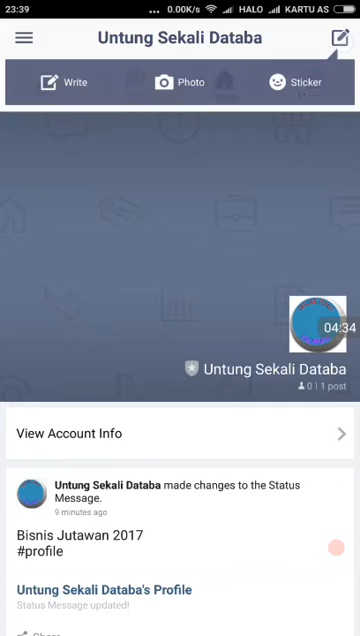 23:39 ... 0.00K/s HALO KARTU AS
Untung Sekali Databa
Write Photo Sticker
04:34
Untung Sekali Databa
0 | 1 post
View Account Info
Untung Sekali Databa made changes to the Status
Message.
9 minutes ago
Bisnis Jutawan 2017
#profile
Untung Sekali Databa's Profile
Status Message updated!
Share